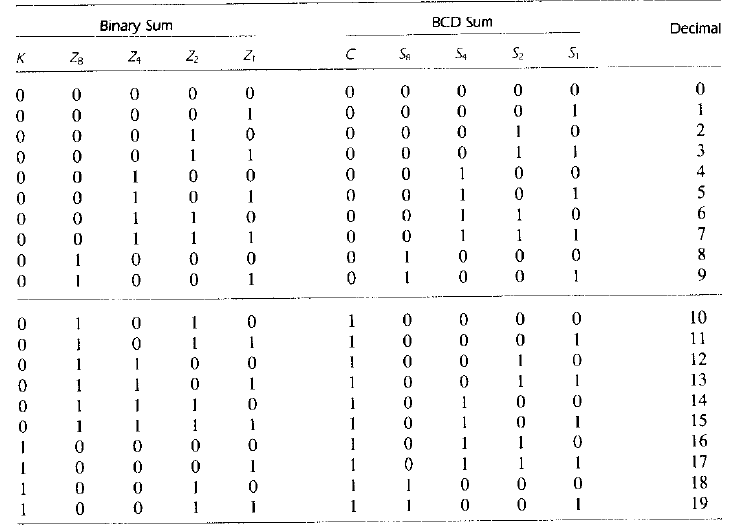 Binary Sum BCD Sum Decimal
K Z8 Z4 Z2 Z1 C S8 S4 S2 S1
0 0 0 0 0 0 0 0 0 0 0
0 0 0 0 1 0 0 0 0 1 1
0 0 0 1 0 0 0 0 1 0 2
0 0 0 1 1 0 0 0 1 1 3
0 0 1 0 0 0 0 1 0 0 4
0 0 1 0 1 0 0 1 0 1 5
0 0 1 1 0 0 0 1 1 0 6
0 0 1 1 1 0 0 1 1 1 7
0 1 0 0 0 0 1 0 0 0 8
0 1 0 0 1 0 1 0 0 1 9
0 1 0 1 0 1 0 0 0 0 10
0 1 0 1 1 1 0 0 0 1 11
0 1 1 0 0 1 0 0 1 0 12
0 1 1 0 1 1 0 0 1 1 13
0 1 1 1 0 1 0 1 0 0 14
0 1 1 1 1 1 0 1 0 1 15
1 0 0 0 0 1 0 1 1 0 16
1 0 0 0 1 1 0 1 1 1 17
1 0 0 1 0 1 1 0 0 0 18
1 0 0 1 1 1 1 0 0 1 19